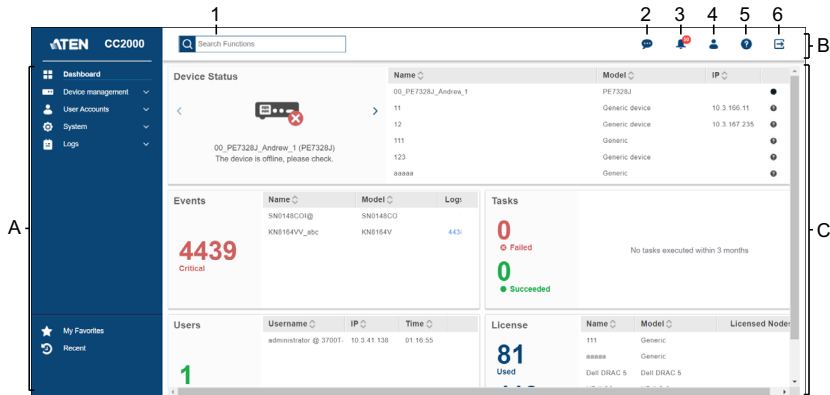 1 2 3 4 5 6
ATEN CC2000
Search Functions
B
A
C
Dashboard
Device management
User Accounts
System
Logs
My Favorites
Recent
Device Status
00_PE7328J_Andrew_1 (PE7328J)
The device is offline, please check.
Name Model IP
00_PE7328J_Andrew_1 PE7328J
11 Generic device 10.3.166.11
12 Generic device 10.3.167.235
111 Generic
123 Generic device
aaaaa Generic
Events
4439
Critical
Name Model Logs
SN0148COI@ SN0148CO
KN8164VV_abc KN8164V
Tasks
0
Failed
0
Succeeded
No tasks executed within 3 months
Users
1
Username IP Time
administrator @ 3700T- 10.3.41.138 01:16:55
License
81
Used
Name Model Licensed Nodes
111 Generic
aaaaa Generic
Dell DRAC 5 Dell DRAC 5